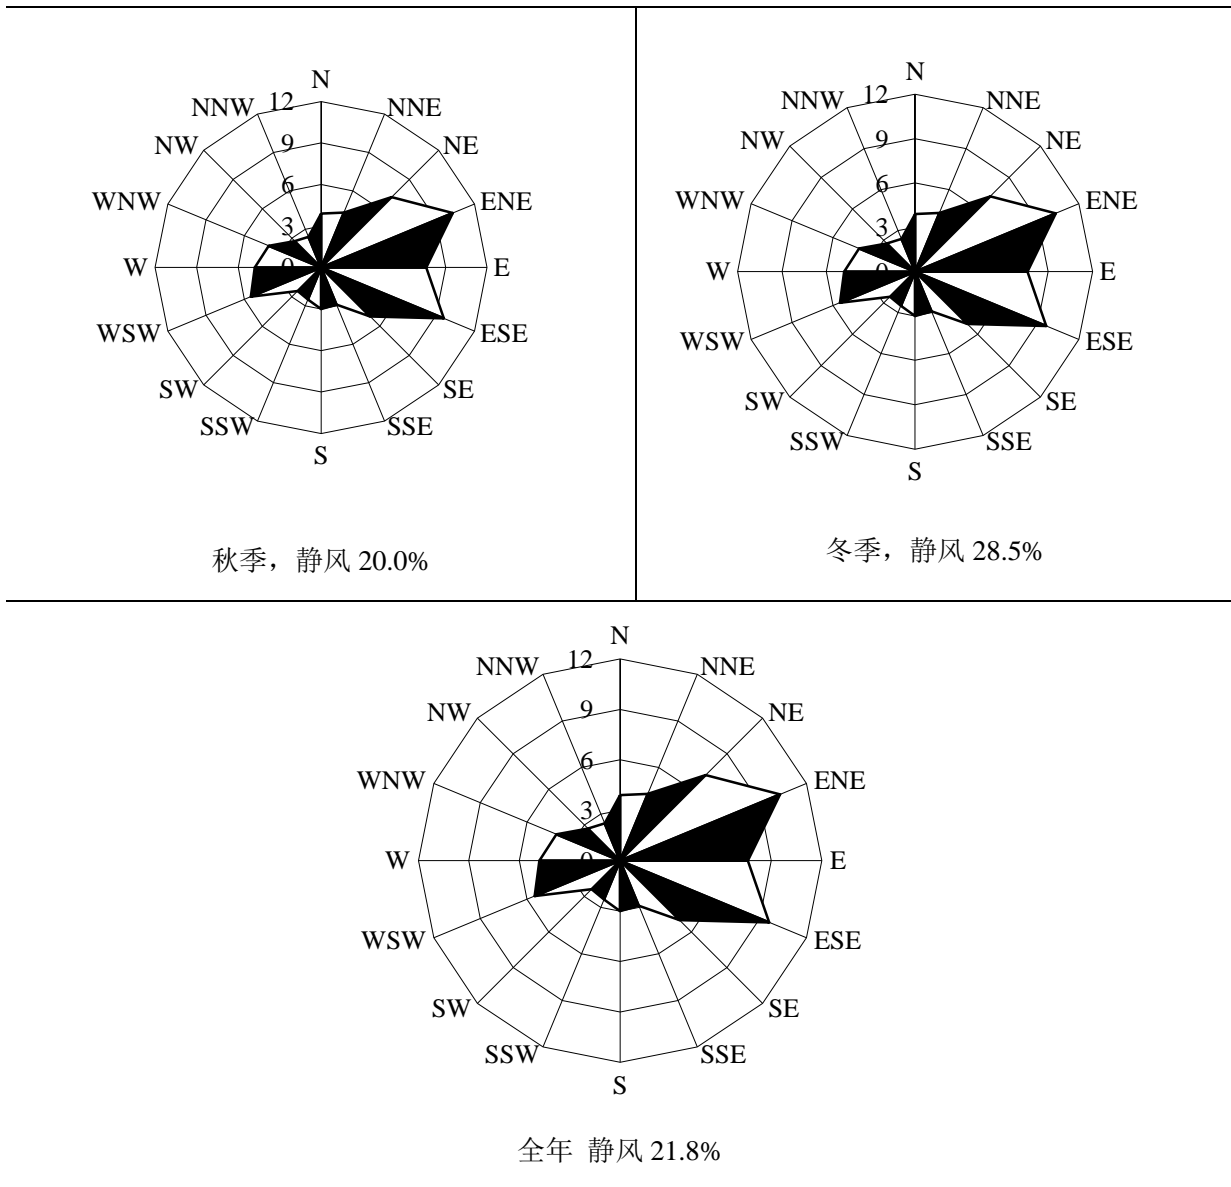 N
NNW 12 NNE
NW 9 NE
WNW 6 ENE
3
W 0 E
WSW ESE
SW SE
SSW SSE
S
秋季，静风 20.0%
N
NNW 12 NNE
NW 9 NE
WNW 6 ENE
3
W 0 E
WSW ESE
SW SE
SSW SSE
S
冬季，静风 28.5%
N
NNW 12 NNE
NW 9 NE
WNW 6 ENE
3
W 0 E
WSW ESE
SW SE
SSW SSE
S
全年 静风 21.8%